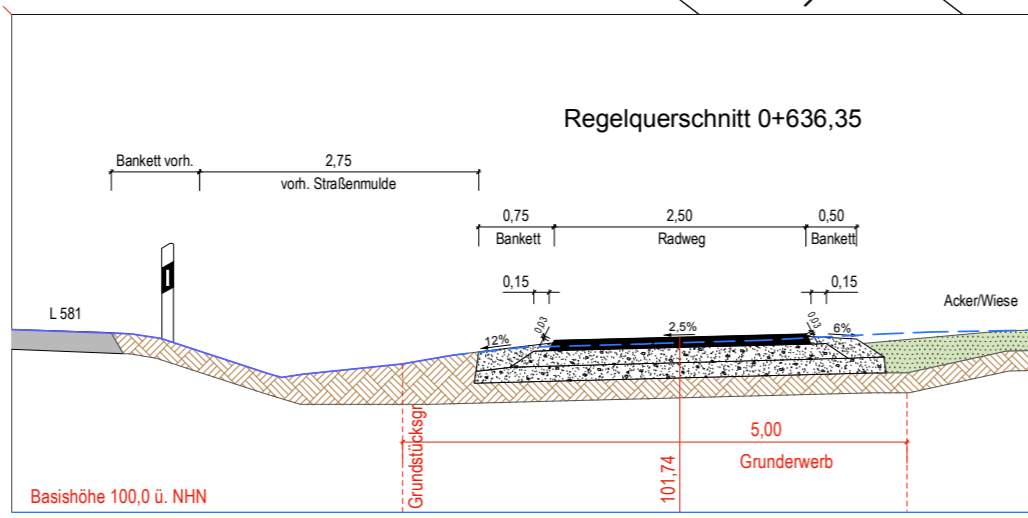 Regelquerschnitt 0+636,35
Bankett vorh.
2,75
vorh. Straßenmulde
0,75
2,50
0,50
Bankett
Radweg
Bankett
0,15
0,15
L 581
Acker/Wiese
0,03
0,03
12%
2,5%
6%
Grundstücksgr
5,00
Grunderwerb
101,74
Basishöhe 100,0 ü. NHN